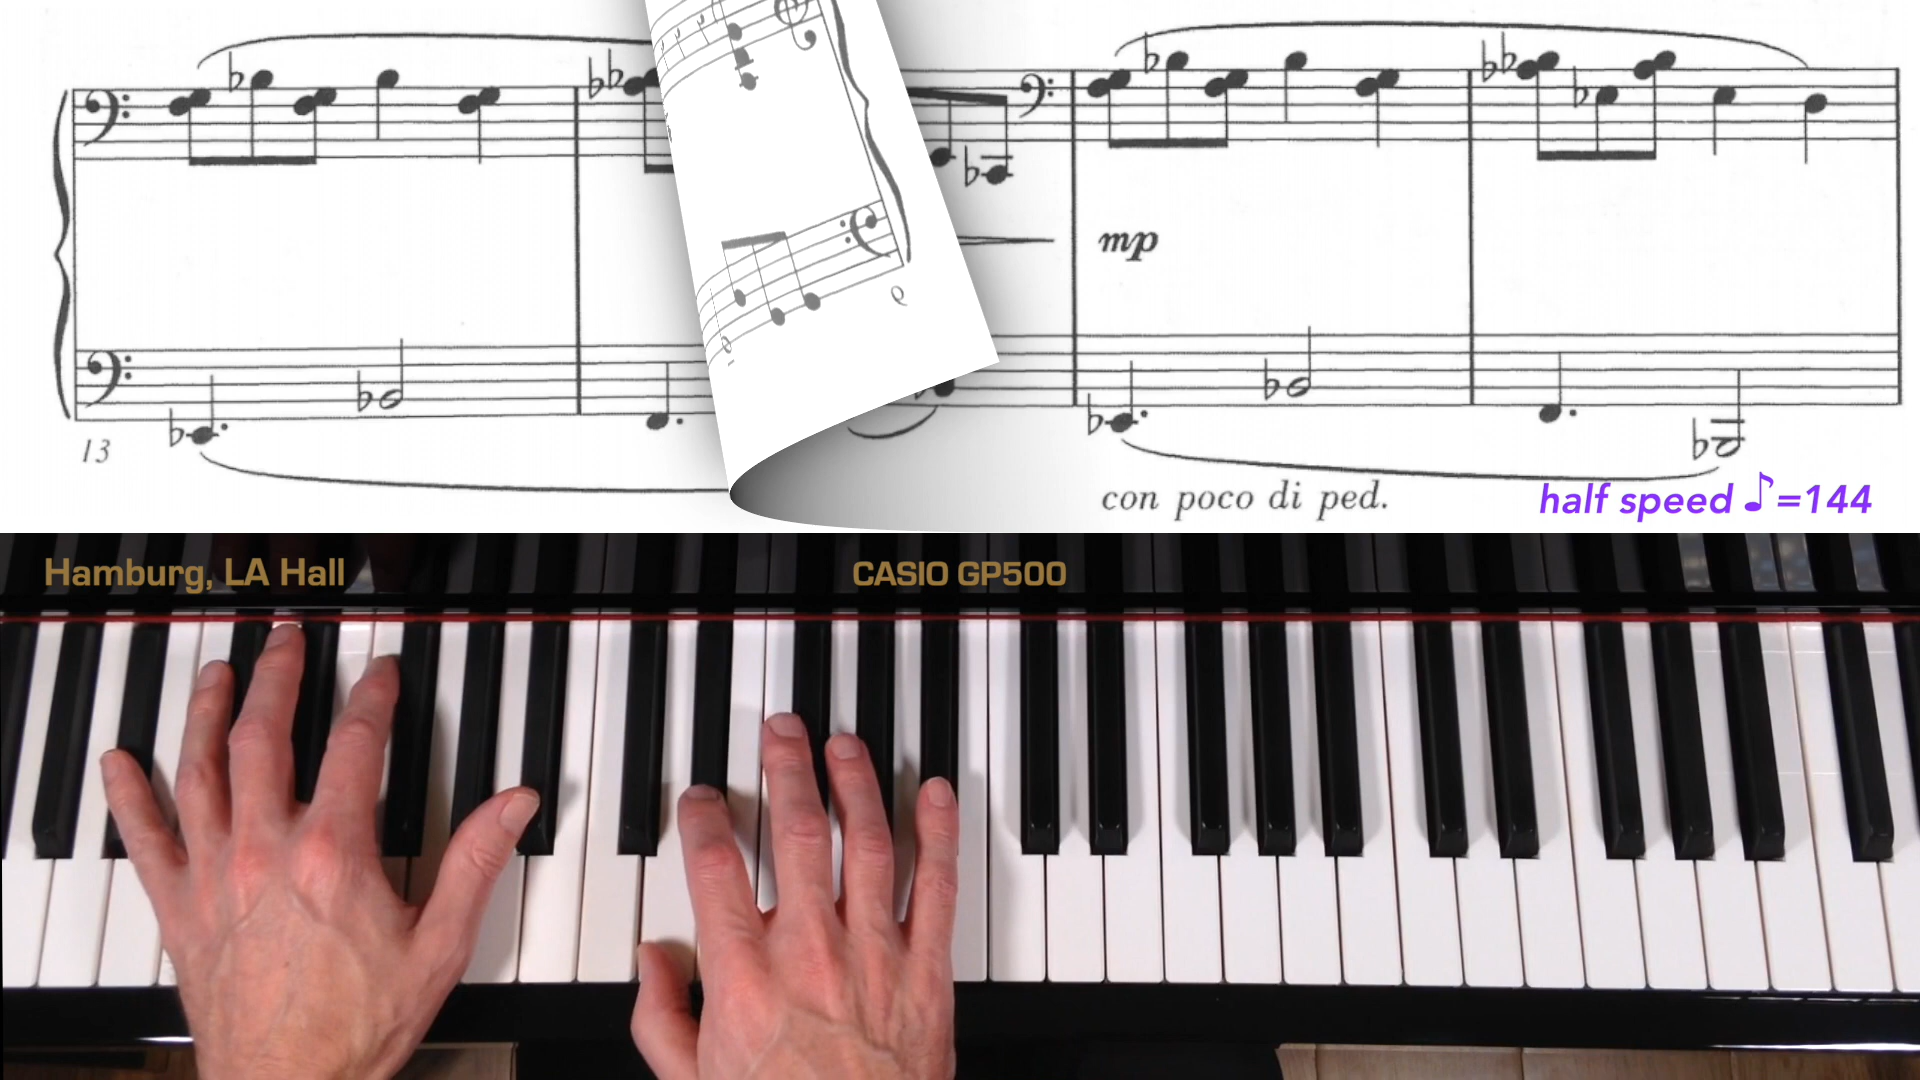 mp
13
con poco di ped.
half speed ♪=144
Hamburg, LA Hall
CASIO GP500